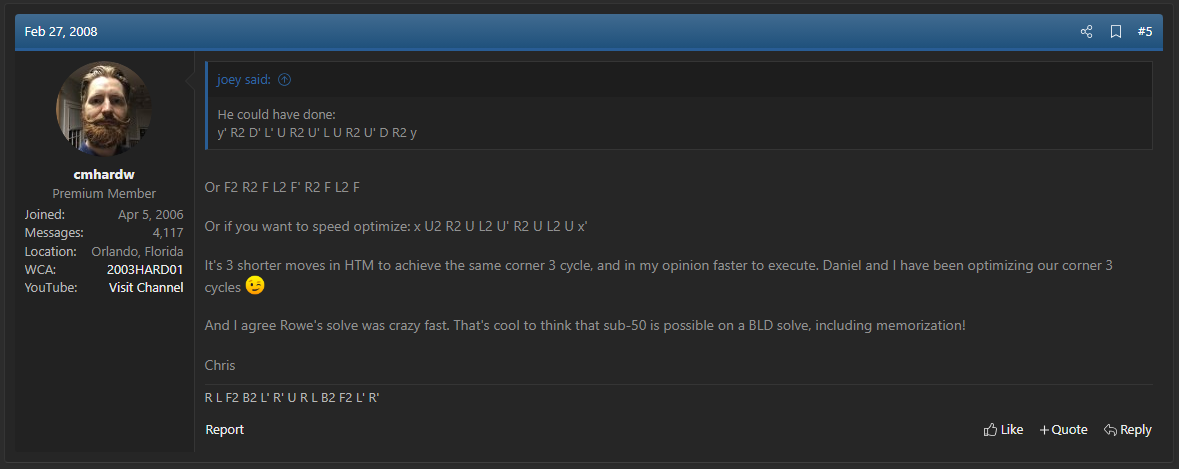 Feb 27, 2008
#5
joey said:
He could have done:
y' R2 D' L' U R2 U' L U R2 U' D R2 y
cmhardw
Premium Member
Joined: Apr 5, 2006
Messages: 4,117
Location: Orlando, Florida
WCA: 2003HARD01
YouTube: Visit Channel
Or F2 R2 F L2 F' R2 F L2 F
Or if you want to speed optimize: x U2 R2 U L2 U' R2 U L2 U x'
It's 3 shorter moves in HTM to achieve the same corner 3 cycle, and in my opinion faster to execute. Daniel and I have been optimizing our corner 3
cycles
And I agree Rowe's solve was crazy fast. That's cool to think that sub-50 is possible on a BLD solve, including memorization!
Chris
R L F2 B2 L' R' U R L B2 F2 L' R'
Report
Like
+ Quote
Reply